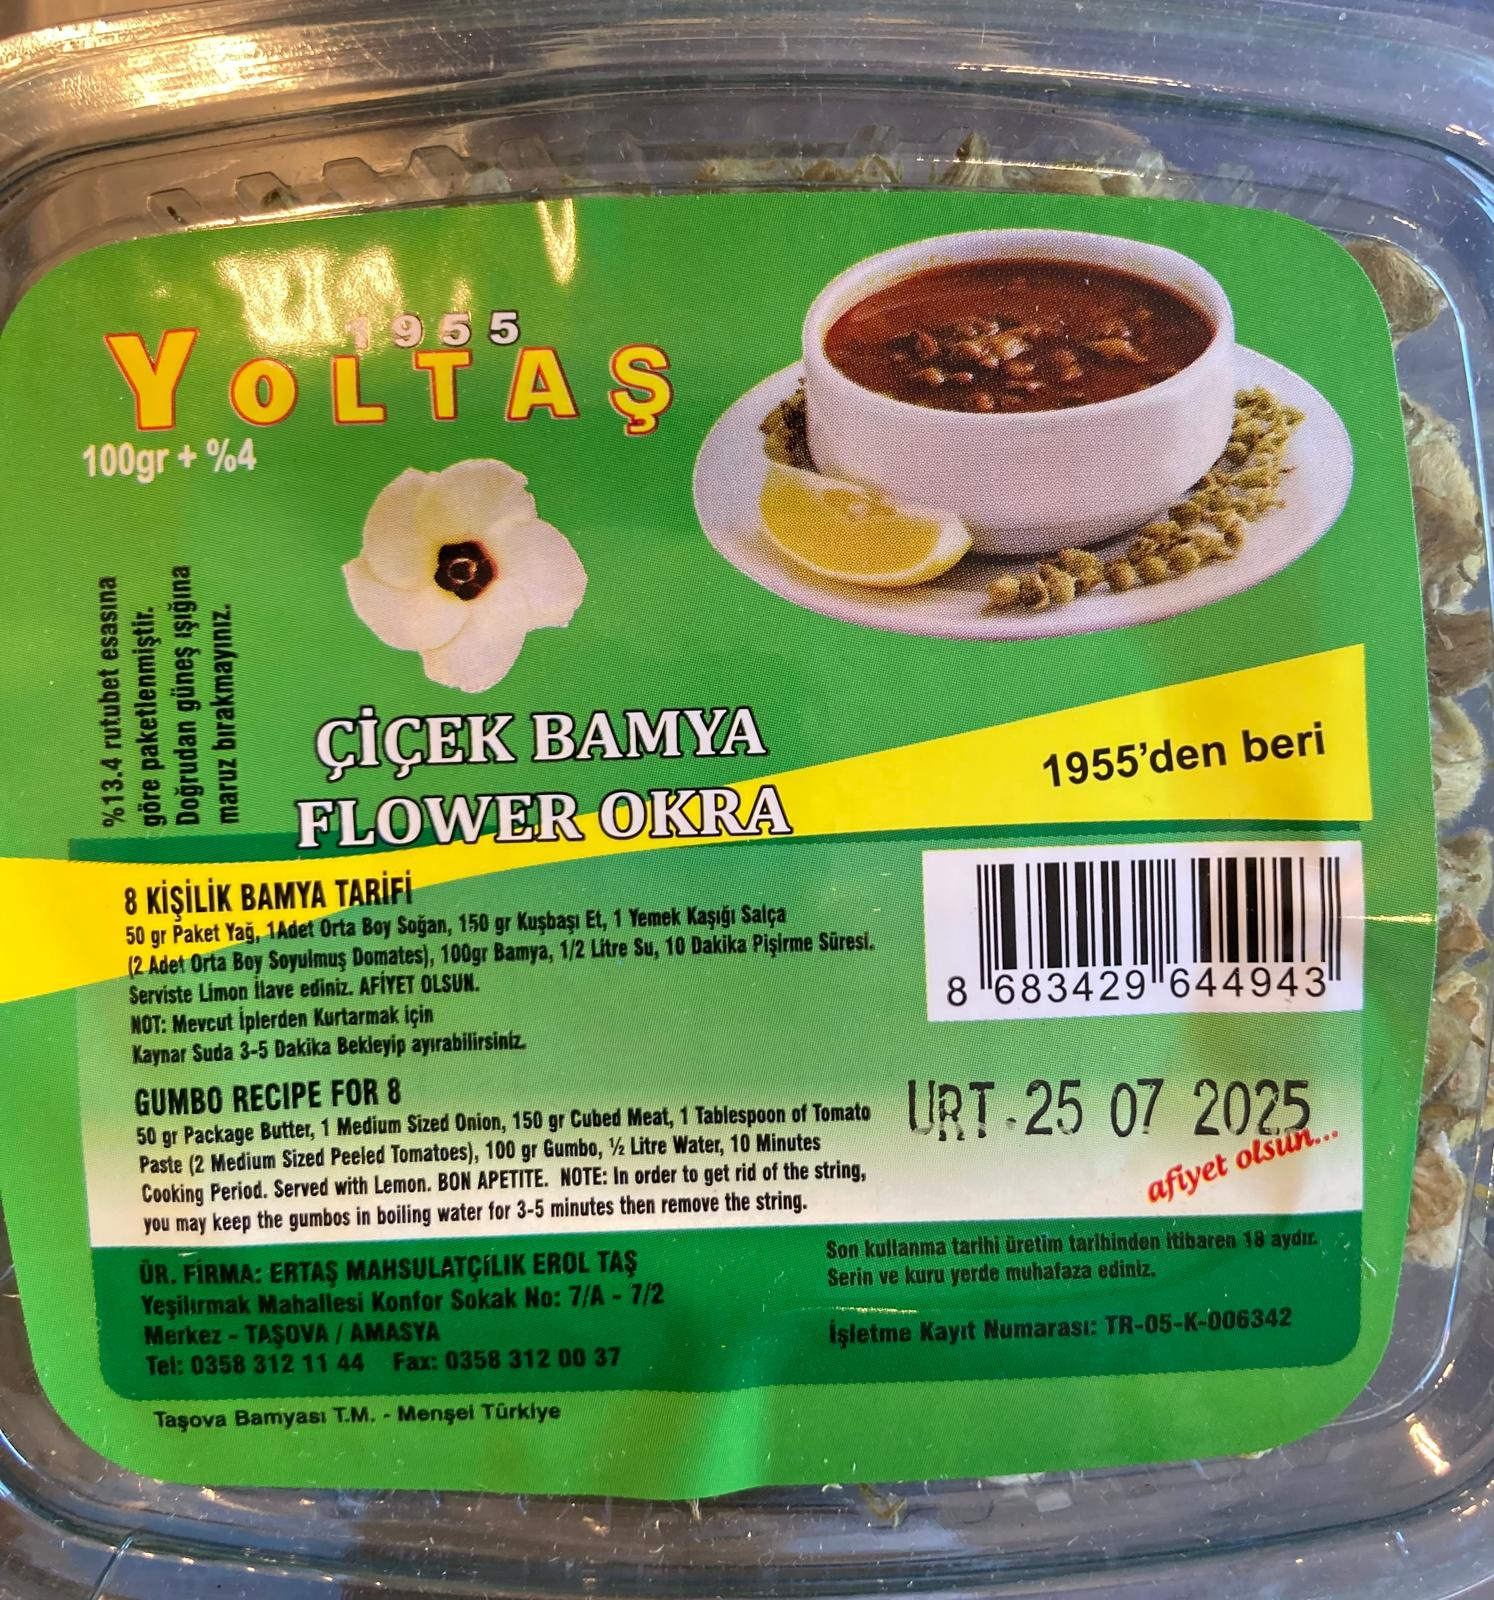 1955
YOLTAŞ
100gr + %4
%13.4 rutubet esasına
göre paketlenmiştir.
Doğrudan güneş ışığına
maruz bırakmayınız.
ÇİÇEK BAMYA
FLOWER OKRA
1955'den beri
8 KİŞİLİK BAMYA TARİFİ
50 gr Paket Yağ, 1Adet Orta Boy Soğan, 150 gr Kuşbaşı Et, 1 Yemek Kaşığı Salça
(2 Adet Orta Boy Soyulmuş Domates), 100gr Bamya, 1/2 Litre Su, 10 Dakika Pişirme Süresi.
Serviste Limon İlave ediniz. AFİYET OLSUN.
NOT: Mevcut İplerden Kurtarmak için
Kaynar Suda 3-5 Dakika Bekleyip ayırabilirsiniz.
8 683429 644943
GUMBO RECIPE FOR 8
50 gr Package Butter, 1 Medium Sized Onion, 150 gr Cubed Meat, 1 Tablespoon of Tomato
Paste (2 Medium Sized Peeled Tomatoes), 100 gr Gumbo, ½ Litre Water, 10 Minutes
Cooking Period. Served with Lemon. BON APETITE. NOTE: In order to get rid of the string,
you may keep the gumbos in boiling water for 3-5 minutes then remove the string.
URT.25 07 2025
afiyet olsun...
ÜR. FİRMA: ERTAŞ MAHSULATÇILIK EROL TAŞ
Yeşilırmak Mahallesi Konfor Sokak No: 7/A - 7/2
Merkez - TAŞOVA / AMASYA
Tel: 0358 312 11 44 Fax: 0358 312 00 37
Son kullanma tarihi üretim tarihinden itibaren 18 aydır.
Serin ve kuru yerde muhafaza ediniz.
İşletme Kayıt Numarası: TR-05-K-006342
Taşova Bamyası T.M. - Menşei Türkiye